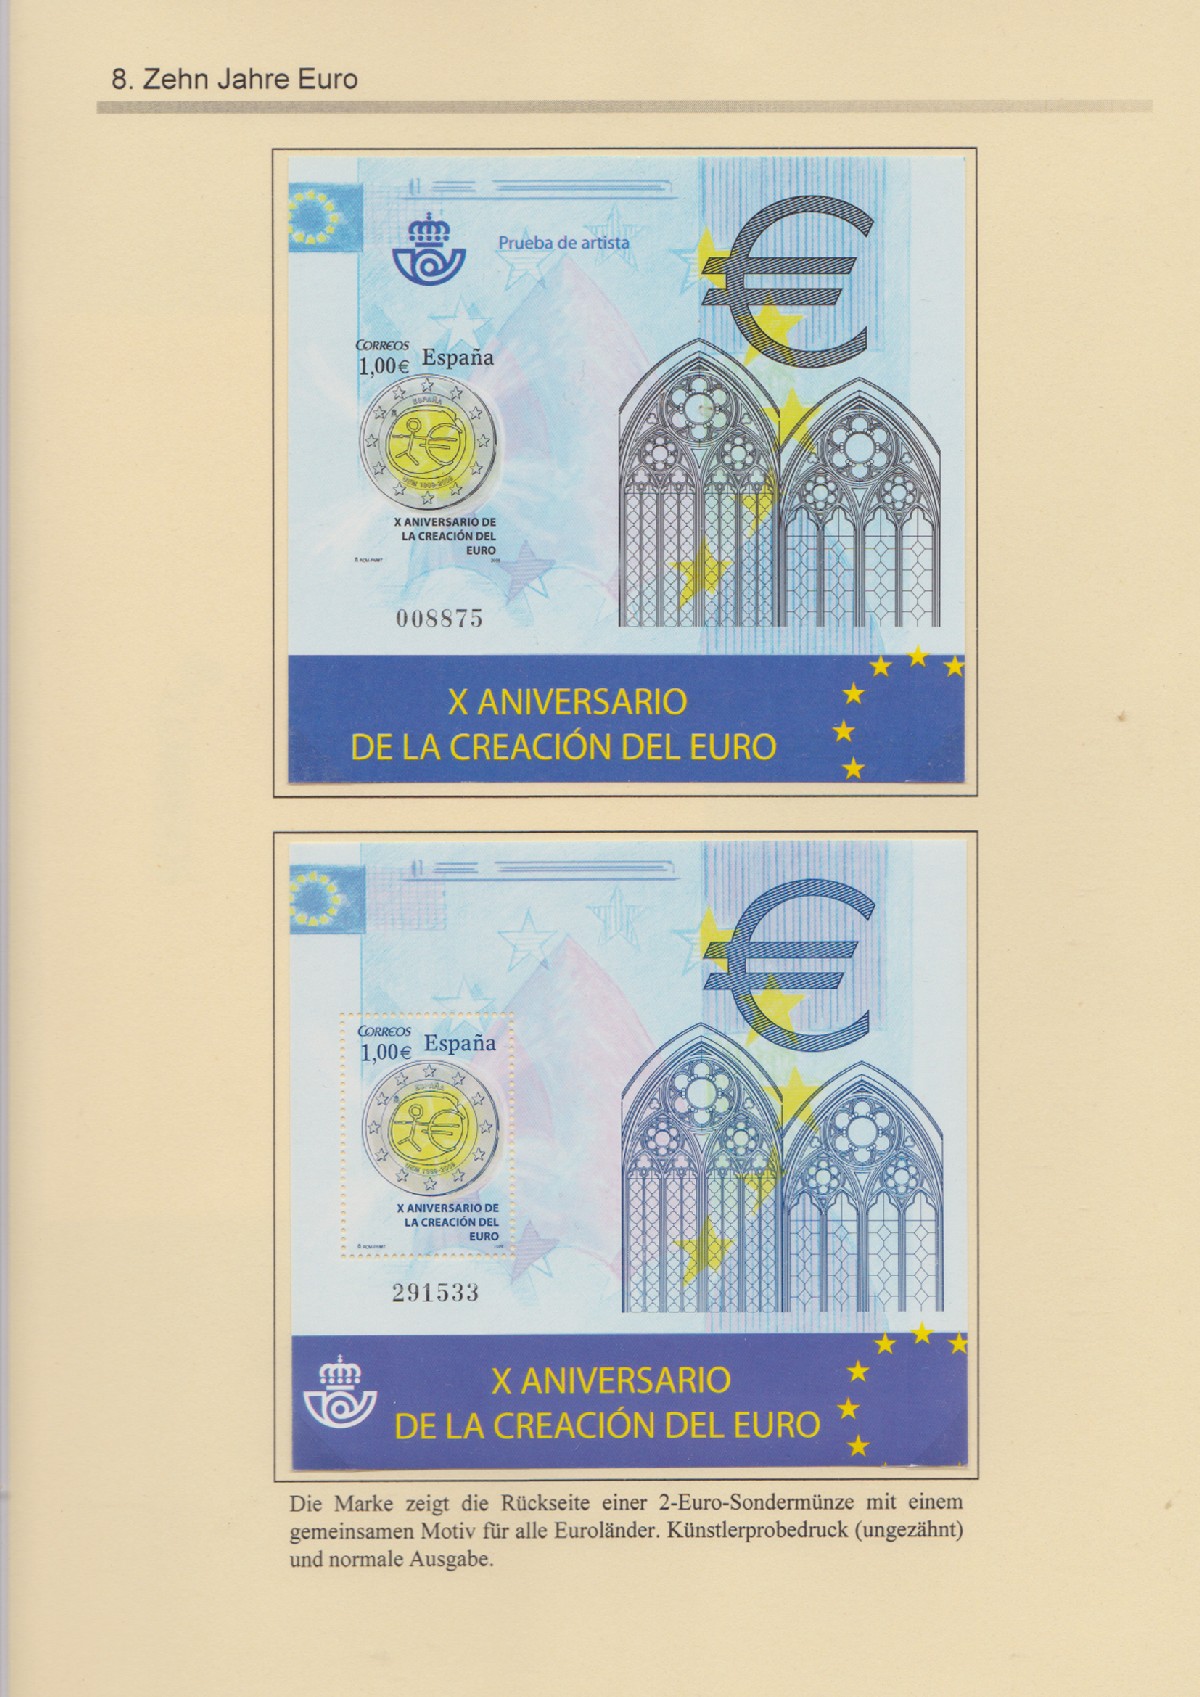 8. Zehn Jahre Euro
Prueba de artista
CORREOS
1,00€ España
ESPAÑA
X ANIVERSARIO DE
LA CREACIÓN DEL
EURO
008875
X ANIVERSARIO
DE LA CREACIÓN DEL EURO
CORREOS
1,00€ España
ESPAÑA
X ANIVERSARIO DE
LA CREACIÓN DEL
EURO
291533
X ANIVERSARIO
DE LA CREACIÓN DEL EURO
Die Marke zeigt die Rückseite einer 2-Euro-Sondermünze mit einem
gemeinsamen Motiv für alle Euroländer. Künstlerprobedruck (ungezähnt)
und normale Ausgabe.